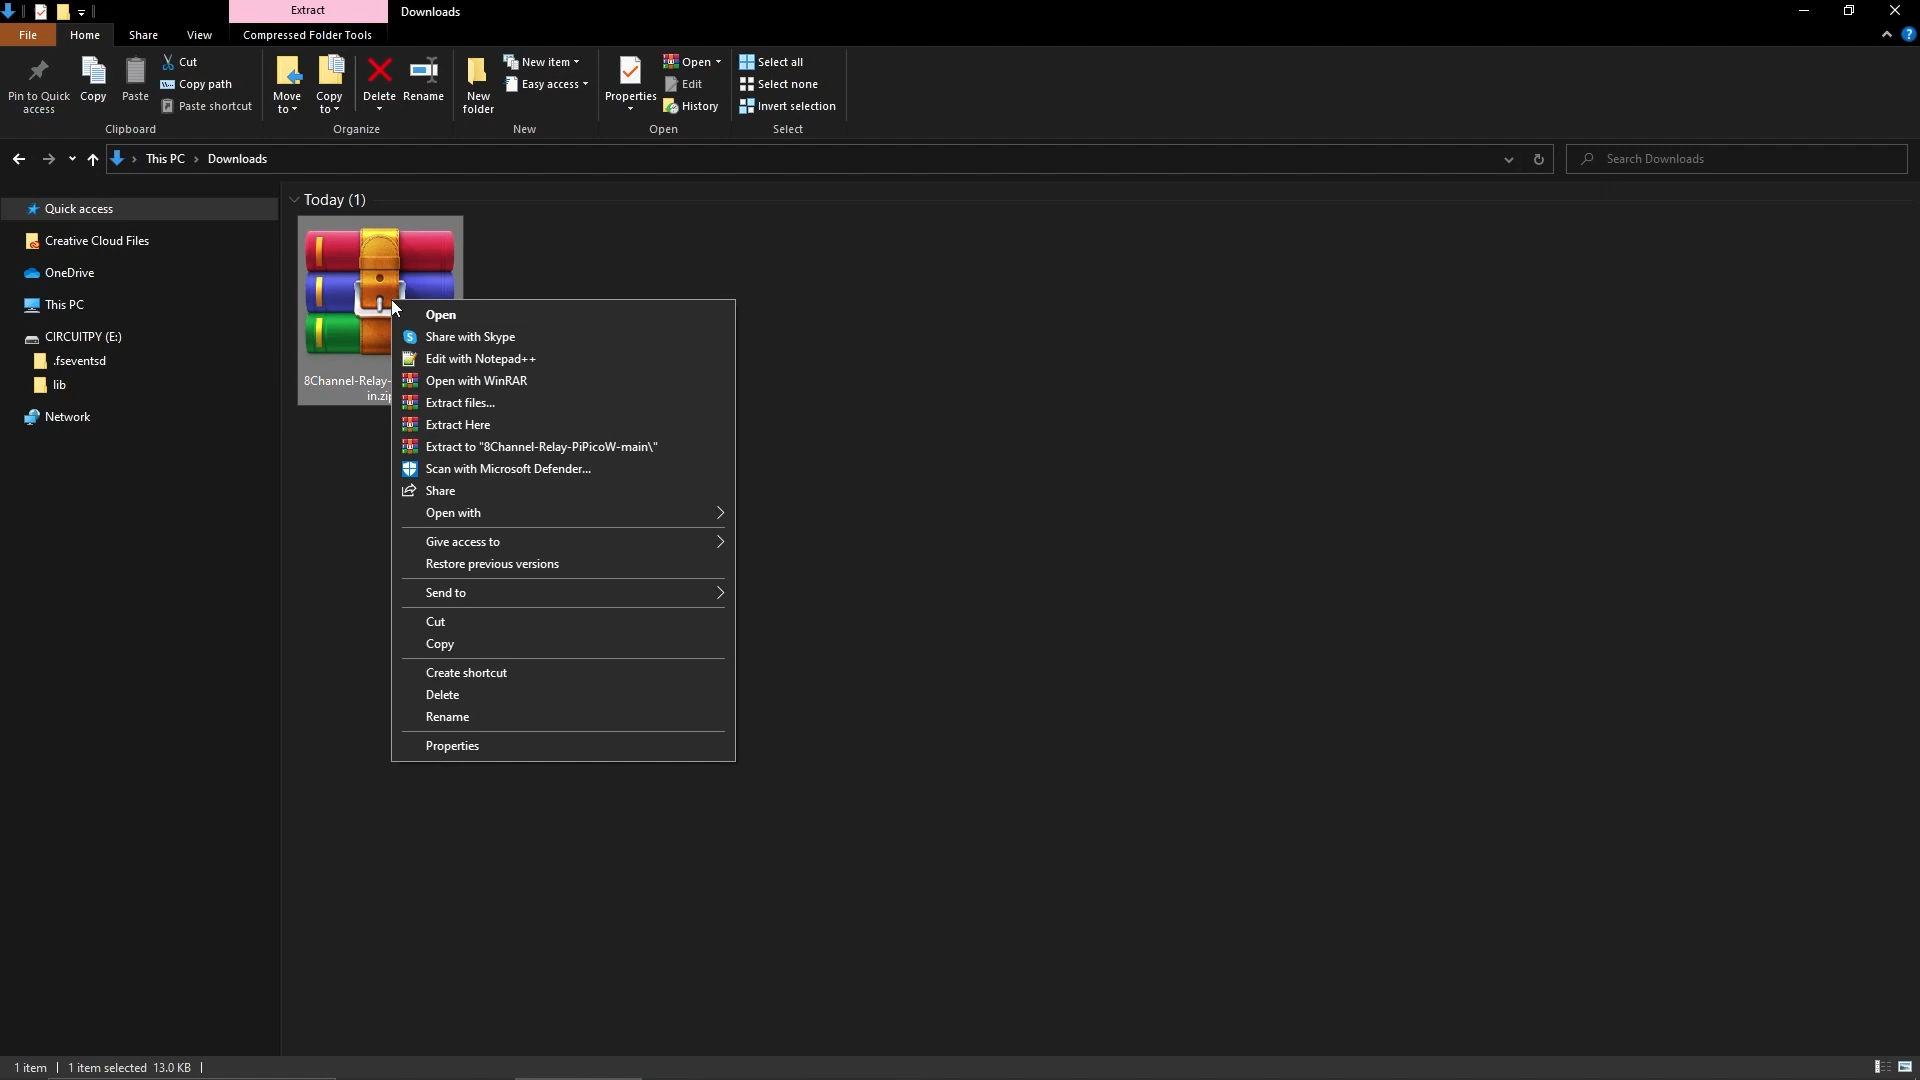 Extract
Downloads
File
Home
Share
View
Compressed Folder Tools
Pin to Quick
access
Copy
Paste
Cut
Copy path
Paste shortcut
Clipboard
Move
to
Copy
to
Delete
Rename
Organize
New
folder
New item
Easy access
New
Properties
Open
Edit
History
Open
Select all
Select none
Invert selection
Select
This PC
Downloads
Search Downloads
Quick access
Creative Cloud Files
OneDrive
This PC
CIRCUITPY (E:)
.fseventsd
lib
Network
Today (1)
8Channel-Relay-
in.zip
Open
Share with Skype
Edit with Notepad++
Open with WinRAR
Extract files...
Extract Here
Extract to "8Channel-Relay-PiPicoW-main\"
Scan with Microsoft Defender...
Share
Open with
Give access to
Restore previous versions
Send to
Cut
Copy
Create shortcut
Delete
Rename
Properties
1 item
1 item selected 13.0 KB